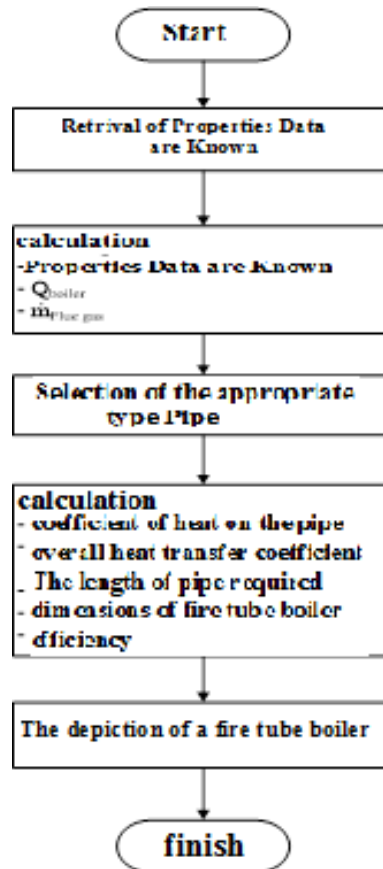 Start
Retrival of Properties Data
are Known
calculation
-Properties Data are Known
- Qboiler
- ṁFlue gas
Selection of the appropriate
type Pipe
calculation
- coefficient of heat on the pipe
- overall heat transfer coefficient
- The length of pipe required
- dimensions of fire tube boiler
- efficiency
The depiction of a fire tube boiler
finish